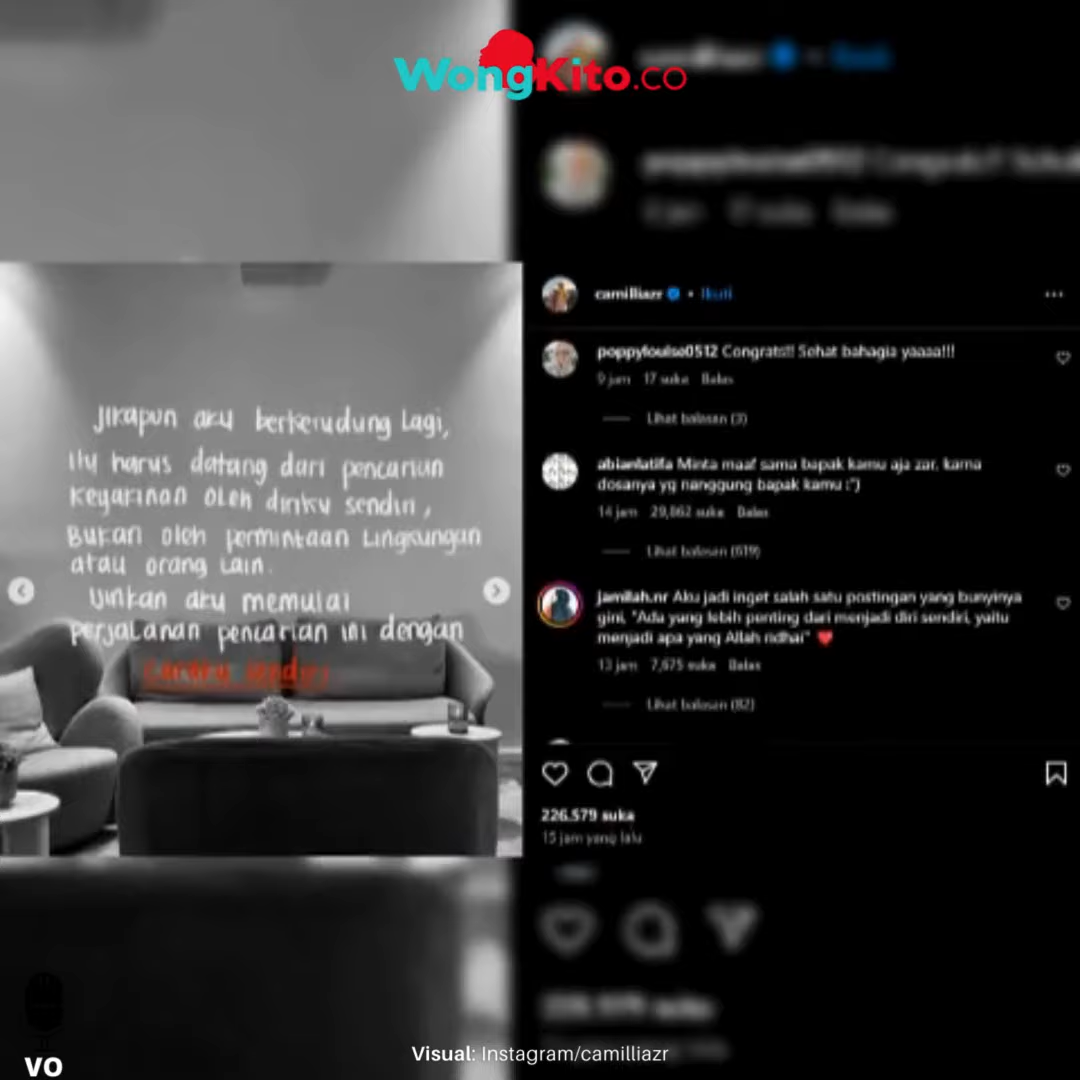 WongKito.co
Jikapun aku berkerudung lagi,
itu harus datang dari pencarian
keyakinan oleh diriku sendiri,
Bukan oleh permintaan Lingkungan
atau orang Lain.
Izinkan aku memulai
perjalanan pencarian ini dengan
caraku sendiri
camilliazr • Ikuti
poppylouise0512 Congrats!! Sehat bahagia yaaaa!!!
9 jam 17 suka Balas
Lihat balasan (3)
abianlatifa Minta maaf sama bapak kamu aja zar, karna
dosanya yg nanggung bapak kamu :")
14 jam 29,862 suka Balas
Lihat balasan (619)
jamilah.nr Aku jadi inget salah satu postingan yang bunyinya
gini, "Ada yang lebih penting dari menjadi diri sendiri, yaitu
menjadi apa yang Allah ridhai" ❤️
13 jam 7,675 suka Balas
Lihat balasan (82)
226.579 suka
15 jam yang lalu
VO
Visual: Instagram/camilliazr